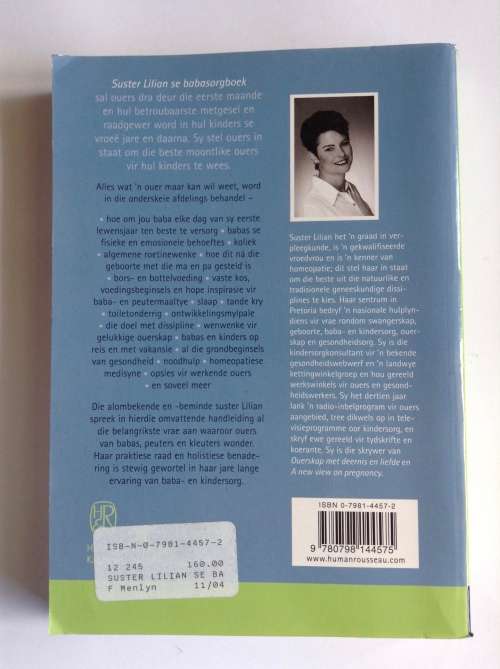 Suster Lilian se babasorgboek
sal ouers dra deur die eerste maande
en hul betroubaarste metgesel en
raadgewer word in hul kinders se
vroeë jare en daarna. Sy stel ouers in
staat om die beste moontlike ouers
vir hul kinders te wees.
Alles wat 'n ouer maar kan wil weet, word
in die onderskeie afdelings behandel –
• hoe om jou baba elke dag van sy eerste
lewensjaar ten beste te versorg • babas se
fisieke en emosionele behoeftes • koliek
• algemene roetinewenke • hoe dit ná die
geboorte met die ma en pa gesteld is
• bors- en bottelvoeding • vaste kos,
voedingsbeginsels en hope inspirasie vir
baba- en peutermaaltye • slaap • tande kry
• toiletonderrig • ontwikkelingsmylpale
• die doel met dissipline • wenwenke vir
gelukkige ouerskap • babas en kinders op
reis en met vakansie • al die grondbeginsels
van gesondheid • noodhulp • homeopatiese
medisyne • opsies vir werkende ouers
• en soveel meer
Die alombekende en -beminde suster Lilian
spreek in hierdie omvattende handleiding al
die belangrikste vrae aan waaroor ouers
van babas, peuters en kleuters wonder.
Haar praktiese raad en holistiese benade-
ring is stewig gewortel in haar jare lange
ervaring van baba- en kindersorg.
Suster Lilian het 'n graad in ver-
pleegkunde, is 'n gekwalifiseerde
vroedvrou en is 'n kenner van
homeopatie; dit stel haar in staat
om die beste uit die natuurlike en
tradisionele geneeskundige dissi-
plines te kies. Haar sentrum in
Pretoria bedryf 'n nasionale hulplyn-
diens vir vrae rondom swangerskap,
geboorte, baba- en kindersorg, ouer-
skap en gesondheidsorg. Sy is die
kindersorgkonsultant vir 'n bekende
gesondheidswebwerf en 'n landwye
kettingwinkelgroep en hou gereeld
werkswinkels vir ouers en gesond-
heidswerkers. Sy het dertien jaar
lank 'n radio-inbelprogram vir ouers
aangebied, tree dikwels op in tele-
visieprogramme oor kindersorg, en
skryf ewe gereeld vir tydskrifte en
koerante. Sy is die skrywer van
Ouerskap met deernis en liefde en
A new view on pregnancy.
ISBN 0-7981-4457-2
9 780798 144575
www.humanrousseau.com
HR
ISB-N-0-7981-4457-2
12 245 160.00
SUSTER LILIAN SE BA
F Menlyn 11/04